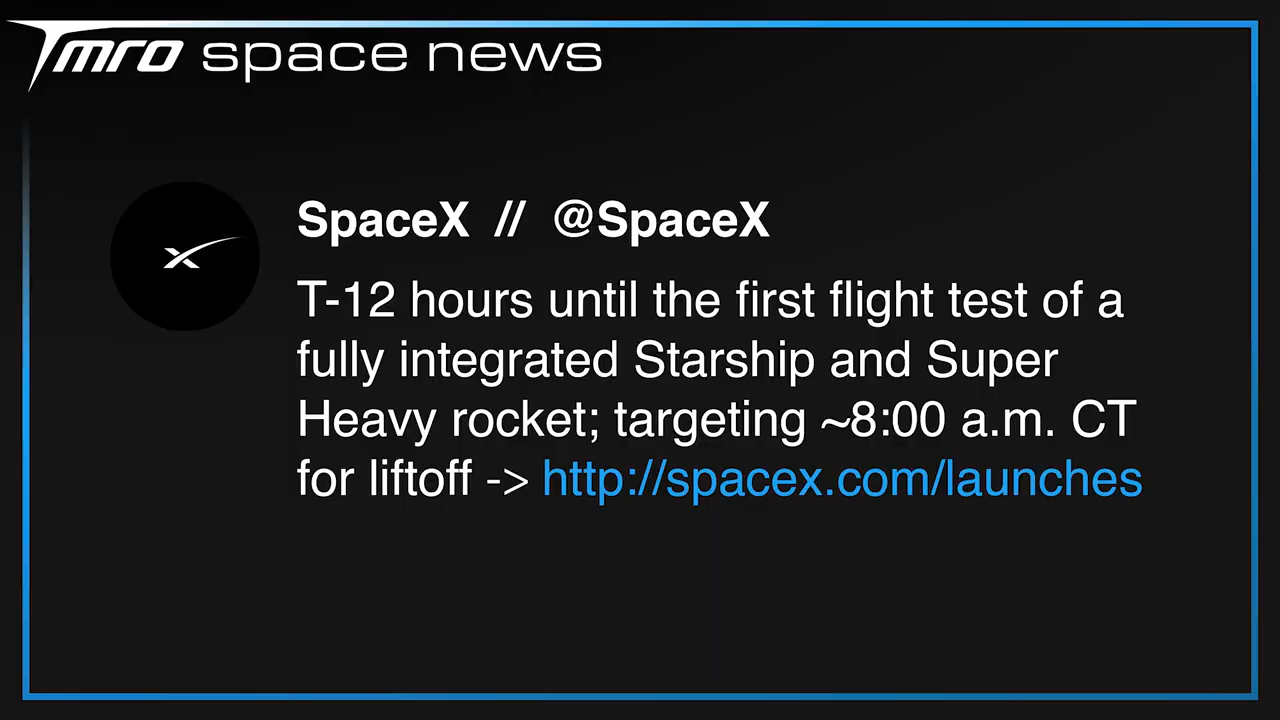 Tmro space news
SpaceX // @SpaceX
T-12 hours until the first flight test of a
fully integrated Starship and Super
Heavy rocket; targeting ~8:00 a.m. CT
for liftoff -> http://spacex.com/launches